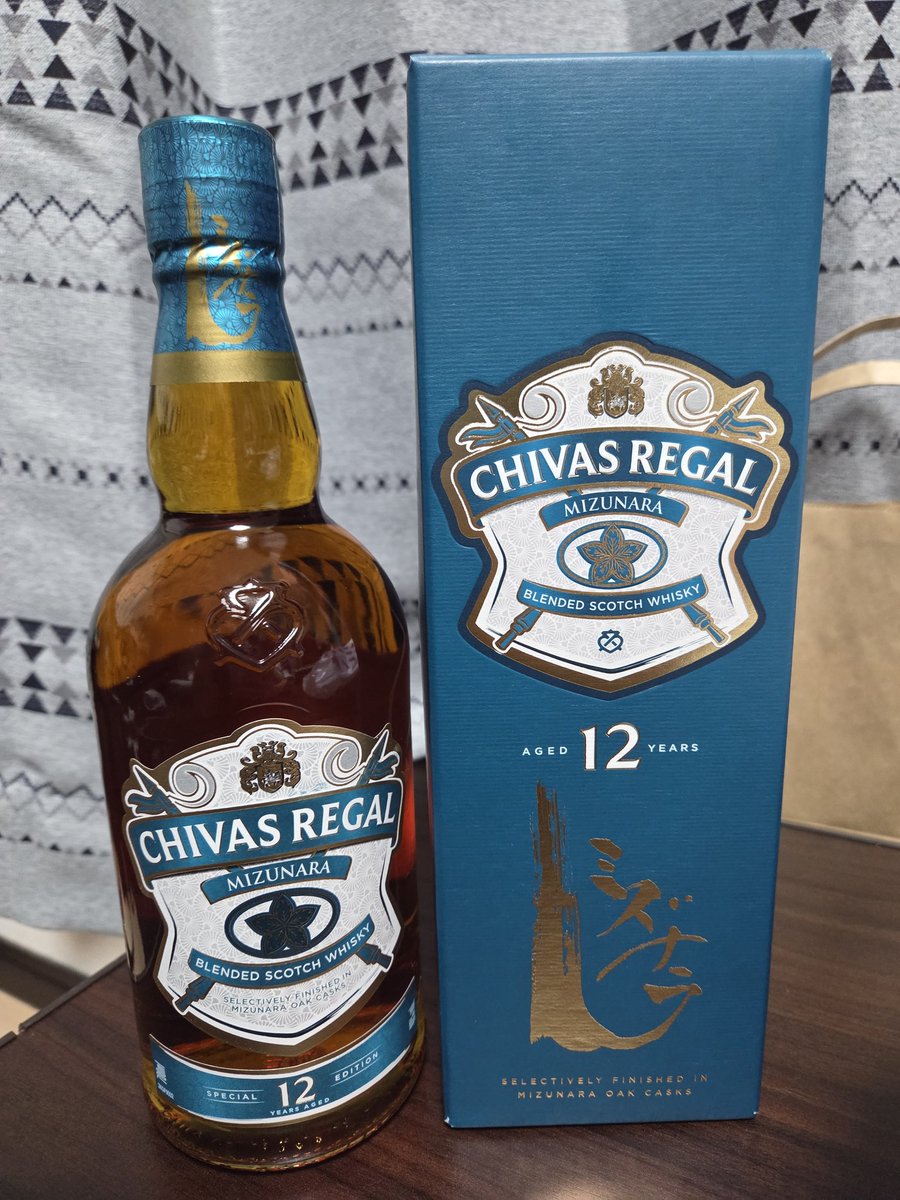 CHIVAS REGAL
MIZUNARA
BLENDED SCOTCH WHISKY
SELECTIVELY FINISHED IN
MIZUNARA OAK CASKS
SPECIAL 12 EDITION
YEARS AGED
CHIVAS REGAL
MIZUNARA
BLENDED SCOTCH WHISKY
AGED 12 YEARS
ミズナラ
SELECTIVELY FINISHED IN
MIZUNARA OAK CASKS